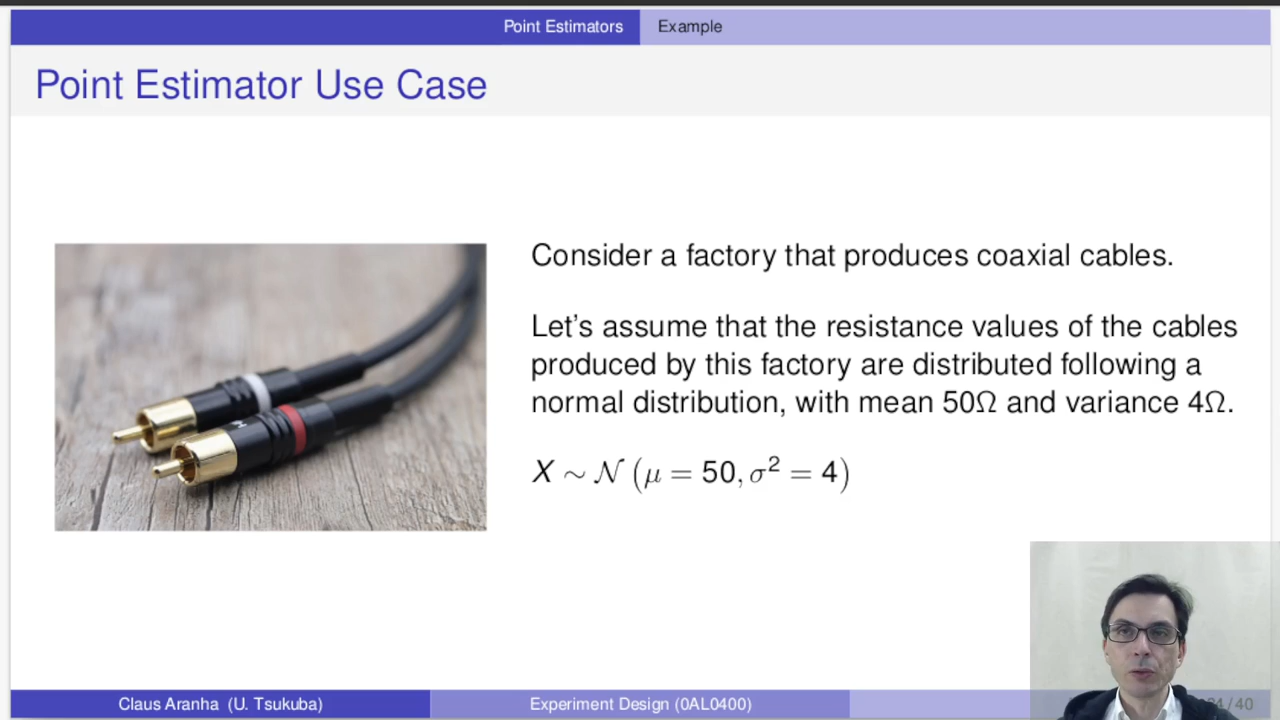 Point Estimators Example
Point Estimator Use Case
Consider a factory that produces coaxial cables.
Let's assume that the resistance values of the cables
produced by this factory are distributed following a
normal distribution, with mean 50Ω and variance 4Ω.
X ∼ N (μ = 50, σ² = 4)
Claus Aranha (U. Tsukuba) Experiment Design (0AL0400) 24/40